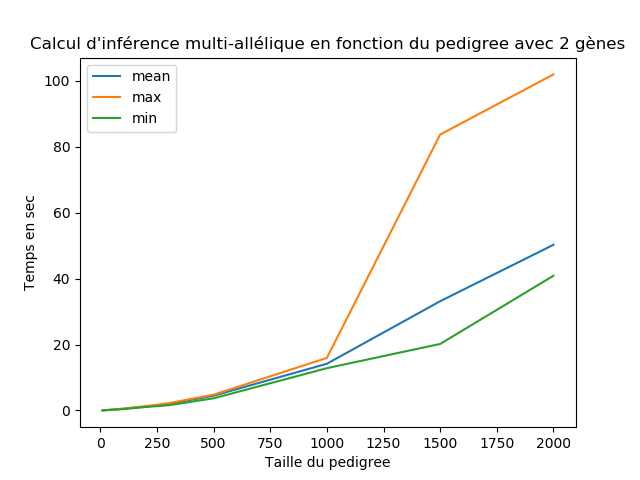 Calcul d'inférence multi-allélique en fonction du pedigree avec 2 gènes
mean
max
min
100
80
60
40
20
0
Temps en sec
0 250 500 750 1000 1250 1500 1750 2000
Taille du pedigree